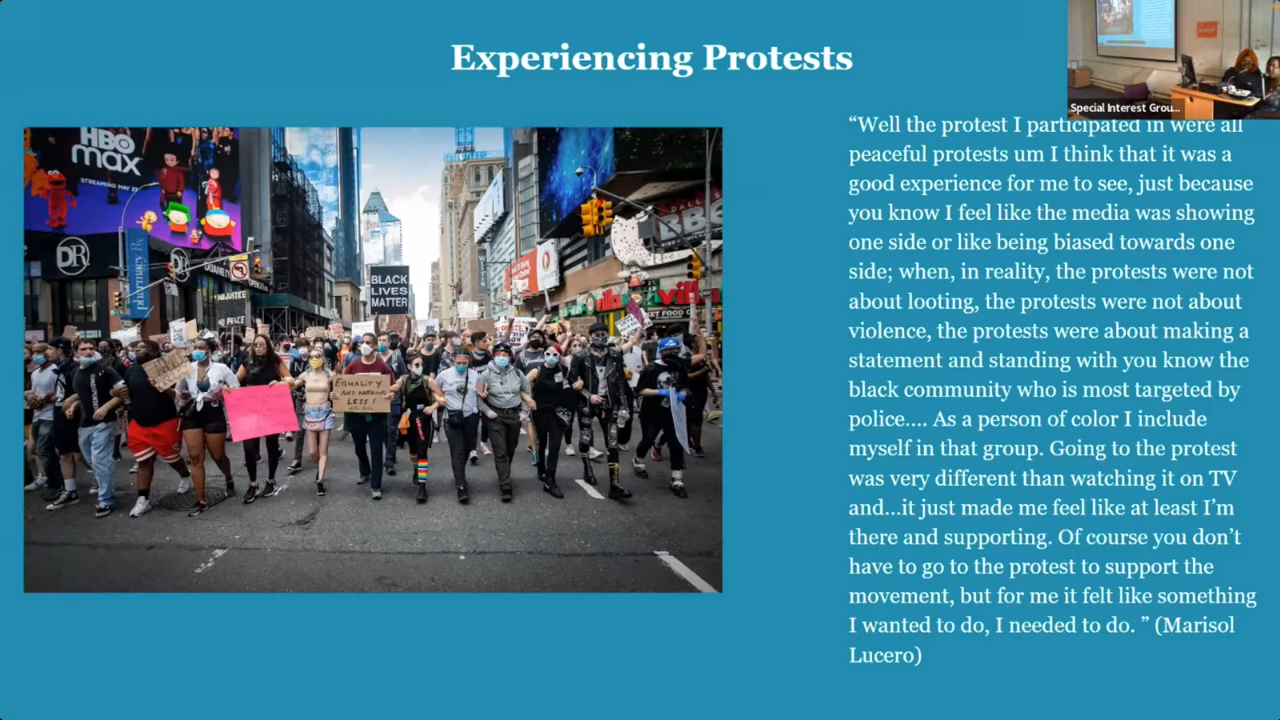 Experiencing Protests
Special Interest Grou...
“Well the protest I participated in were all
peaceful protests um I think that it was a
good experience for me to see, just because
you know I feel like the media was showing
one side or like being biased towards one
side; when, in reality, the protests were not
about looting, the protests were not about
violence, the protests were about making a
statement and standing with you know the
black community who is most targeted by
police.... As a person of color I include
myself in that group. Going to the protest
was very different than watching it on TV
and...it just made me feel like at least I’m
there and supporting. Of course you don’t
have to go to the protest to support the
movement, but for me it felt like something
I wanted to do, I needed to do. ” (Marisol
Lucero)
HBO
max
STREAMING MAY 27
DR
pharmacy
BLACK
LIVES
MATTER
EQUALITY
AND NOTHING
LESS!